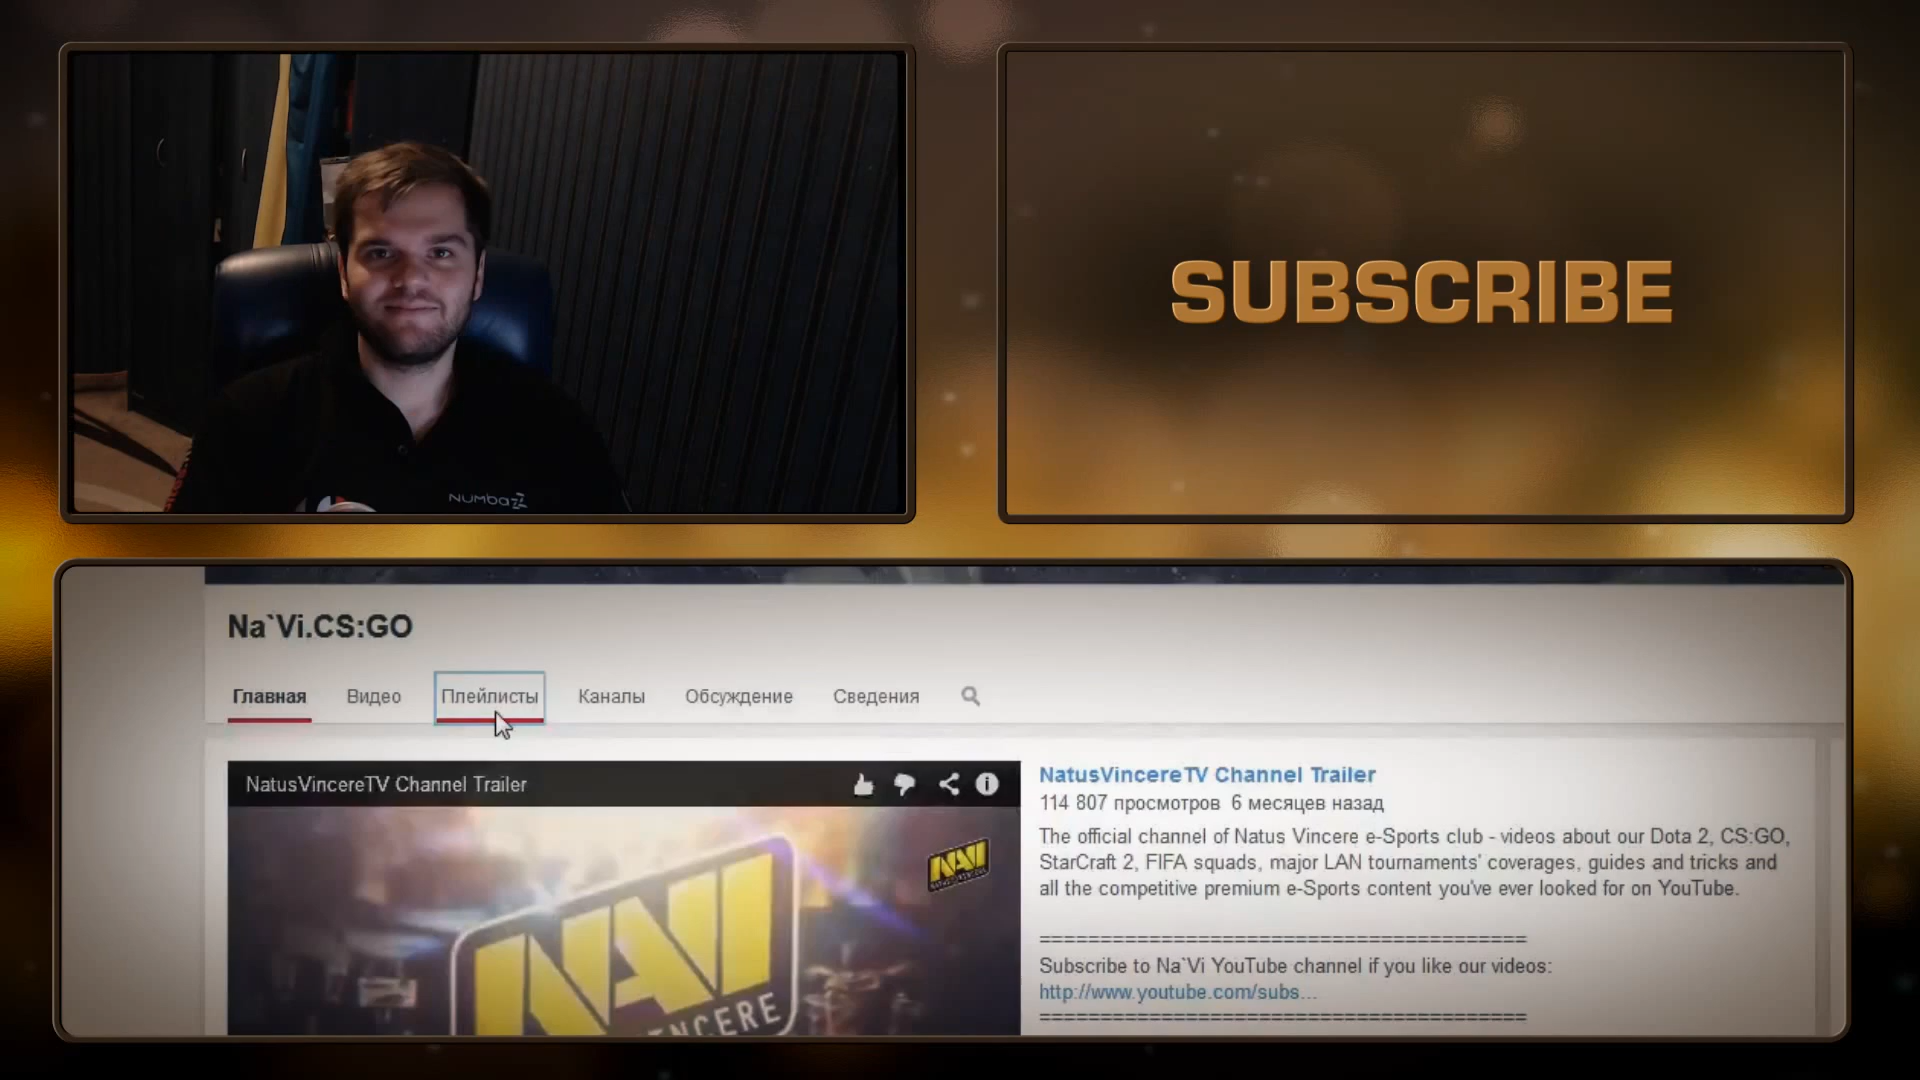 NUMbaZZ
SUBSCRIBE
Na`Vi.CS:GO
Главная Видео Плейлисты Каналы Обсуждение Сведения
NatusVincereTV Channel Trailer
NAVI
NAVI
VINCERE
NatusVincereTV Channel Trailer
114 807 просмотров 6 месяцев назад
The official channel of Natus Vincere e-Sports club - videos about our Dota 2, CS:GO,
StarCraft 2, FIFA squads, major LAN tournaments' coverages, guides and tricks and
all the competitive premium e-Sports content you've ever looked for on YouTube.
=======================================
Subscribe to Na`Vi YouTube channel if you like our videos:
http://www.youtube.com/subs...
=======================================